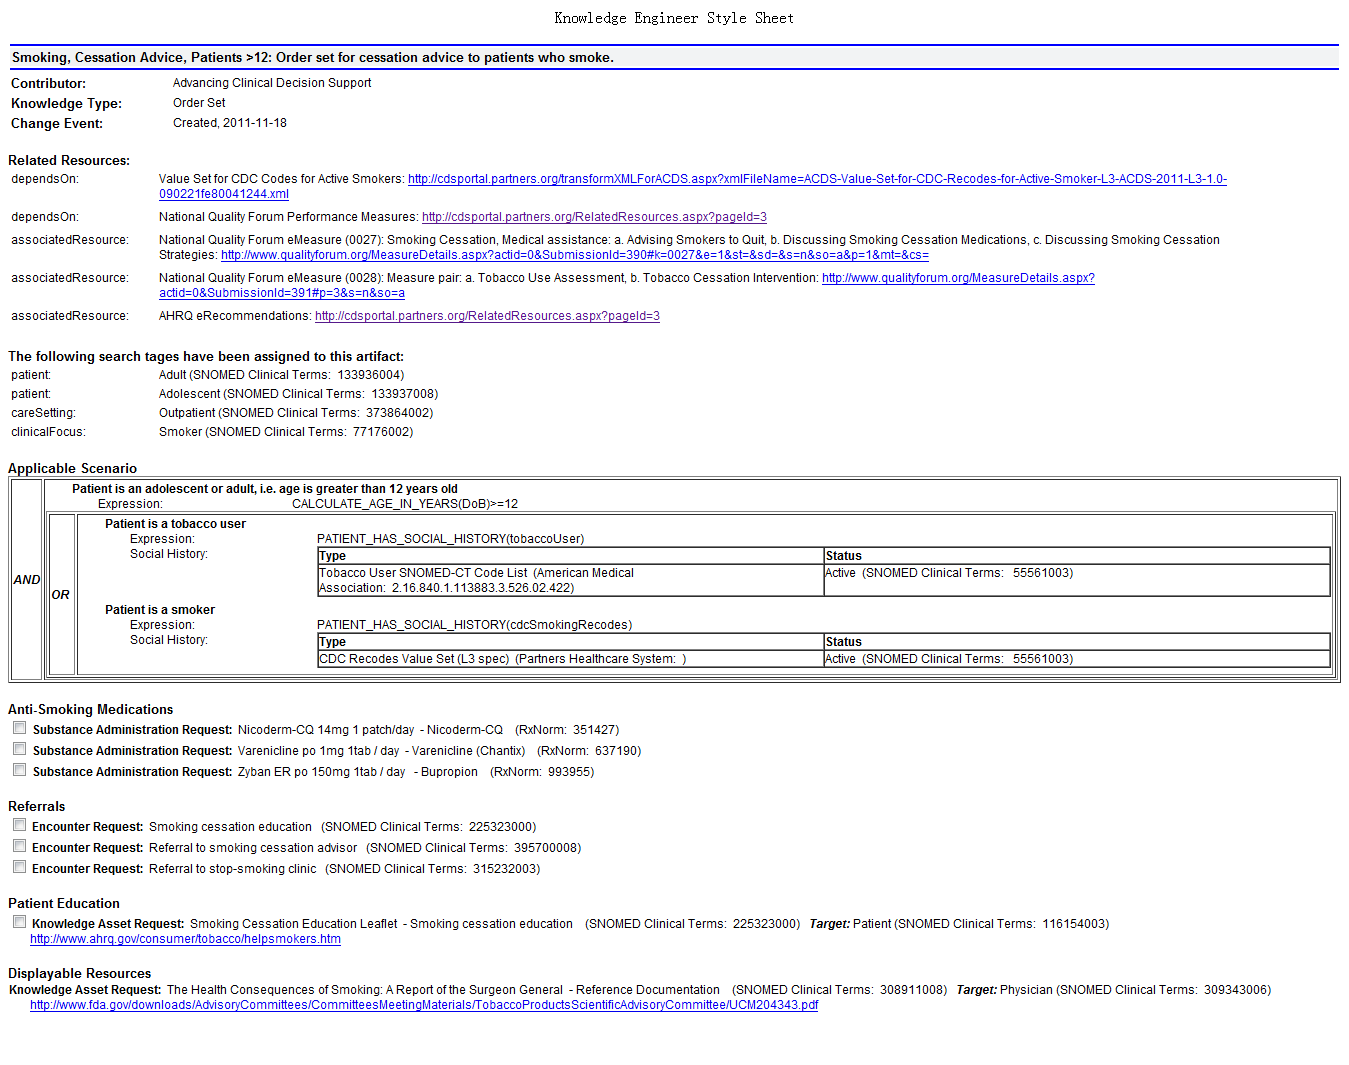 Knowledge Engineer Style Sheet
Smoking, Cessation Advice, Patients >12: Order set for cessation advice to patients who smoke.
Contributor: Advancing Clinical Decision Support
Knowledge Type: Order Set
Change Event: Created, 2011-11-18
Related Resources:
dependsOn: Value Set for CDC Codes for Active Smokers: http://cdsportal.partners.org/transformXMLForACDS.aspx?xmlFileName=ACDS-Value-Set-for-CDC-Recodes-for-Active-Smoker-L3-ACDS-2011-L3-1.0-
090221fe80041244.xml
dependsOn: National Quality Forum Performance Measures: http://cdsportal.partners.org/RelatedResources.aspx?pageId=3
associatedResource: National Quality Forum eMeasure (0027): Smoking Cessation, Medical assistance: a. Advising Smokers to Quit, b. Discussing Smoking Cessation Medications, c. Discussing Smoking Cessation
Strategies: http://www.qualityforum.org/MeasureDetails.aspx?actid=0&SubmissionId=390#k=0027&e=1&st=&sd=&s=n&so=a&p=1&mt=&cs=
associatedResource: National Quality Forum eMeasure (0028): Measure pair: a. Tobacco Use Assessment, b. Tobacco Cessation Intervention: http://www.qualityforum.org/MeasureDetails.aspx?
actid=0&SubmissionId=391#p=3&s=n&so=a
associatedResource: AHRQ eRecommendations: http://cdsportal.partners.org/RelatedResources.aspx?pageId=3
The following search tages have been assigned to this artifact:
patient: Adult (SNOMED Clinical Terms: 133936004)
patient: Adolescent (SNOMED Clinical Terms: 133937008)
careSetting: Outpatient (SNOMED Clinical Terms: 373864002)
clinicalFocus: Smoker (SNOMED Clinical Terms: 77176002)
Applicable Scenario
Patient is an adolescent or adult, i.e. age is greater than 12 years old
Expression: CALCULATE_AGE_IN_YEARS(DoB)>=12
AND
OR
Patient is a tobacco user
Expression: PATIENT_HAS_SOCIAL_HISTORY(tobaccoUser)
Social History: Type Status
Tobacco User SNOMED-CT Code List (American Medical Active (SNOMED Clinical Terms: 55561003)
Association: 2.16.840.1.113883.3.526.02.422)
Patient is a smoker
Expression: PATIENT_HAS_SOCIAL_HISTORY(cdcSmokingRecodes)
Social History: Type Status
CDC Recodes Value Set (L3 spec) (Partners Healthcare System: ) Active (SNOMED Clinical Terms: 55561003)
Anti-Smoking Medications
Substance Administration Request: Nicoderm-CQ 14mg 1 patch/day - Nicoderm-CQ (RxNorm: 351427)
Substance Administration Request: Varenicline po 1mg 1tab / day - Varenicline (Chantix) (RxNorm: 637190)
Substance Administration Request: Zyban ER po 150mg 1tab / day - Bupropion (RxNorm: 993955)
Referrals
Encounter Request: Smoking cessation education (SNOMED Clinical Terms: 225323000)
Encounter Request: Referral to smoking cessation advisor (SNOMED Clinical Terms: 395700008)
Encounter Request: Referral to stop-smoking clinic (SNOMED Clinical Terms: 315232003)
Patient Education
Knowledge Asset Request: Smoking Cessation Education Leaflet - Smoking cessation education (SNOMED Clinical Terms: 225323000) Target: Patient (SNOMED Clinical Terms: 116154003)
http://www.ahrq.gov/consumer/tobacco/helpsmokers.htm
Displayable Resources
Knowledge Asset Request: The Health Consequences of Smoking: A Report of the Surgeon General - Reference Documentation (SNOMED Clinical Terms: 308911008) Target: Physician (SNOMED Clinical Terms: 309343006)
http://www.fda.gov/downloads/AdvisoryCommittees/CommitteesMeetingMaterials/TobaccoProductsScientificAdvisoryCommittee/UCM204343.pdf